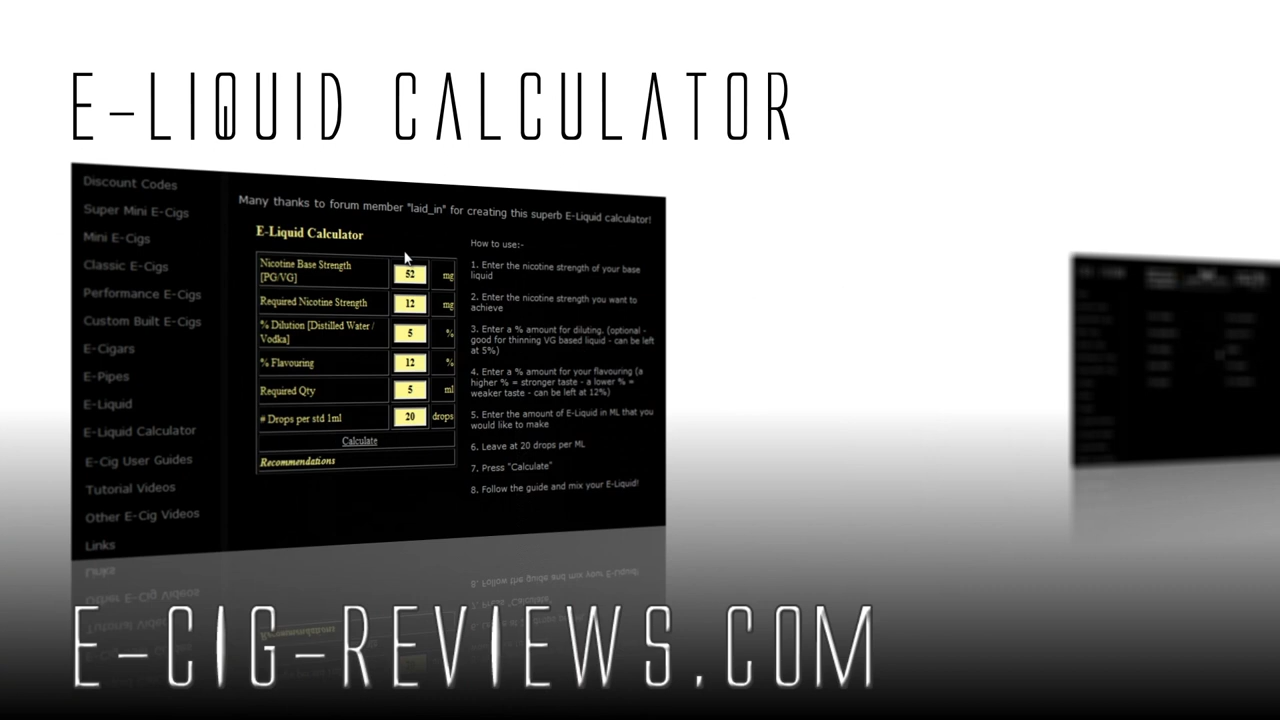 E-LIQUID CALCULATOR
Discount Codes
Super Mini E-Cigs
Mini E-Cigs
Classic E-Cigs
Performance E-Cigs
Custom Built E-Cigs
E-Cigars
E-Pipes
E-Liquid
E-Liquid Calculator
E-Cig User Guides
Tutorial Videos
Other E-Cig Videos
Links
Many thanks to forum member "laid_in" for creating this superb E-Liquid calculator!
E-Liquid Calculator
Nicotine Base Strength
[PG/VG]
52 mg
Required Nicotine Strength 12 mg
% Dilution [Distilled Water /
Vodka]
5 %
% Flavouring 12 %
Required Qty 5 ml
# Drops per std 1ml 20 drops
Calculate
Recommendations
How to use:-
1. Enter the nicotine strength of your base
liquid
2. Enter the nicotine strength you want to
achieve
3. Enter a % amount for diluting. (optional -
good for thinning VG based liquid - can be left
at 5%)
4. Enter a % amount for your flavouring (a
higher % = stronger taste - a lower % =
weaker taste - can be left at 12%)
5. Enter the amount of E-Liquid in ML that you
would like to make
6. Leave at 20 drops per ML
7. Press "Calculate"
8. Follow the guide and mix your E-Liquid!
E-CIG-REVIEWS.COM